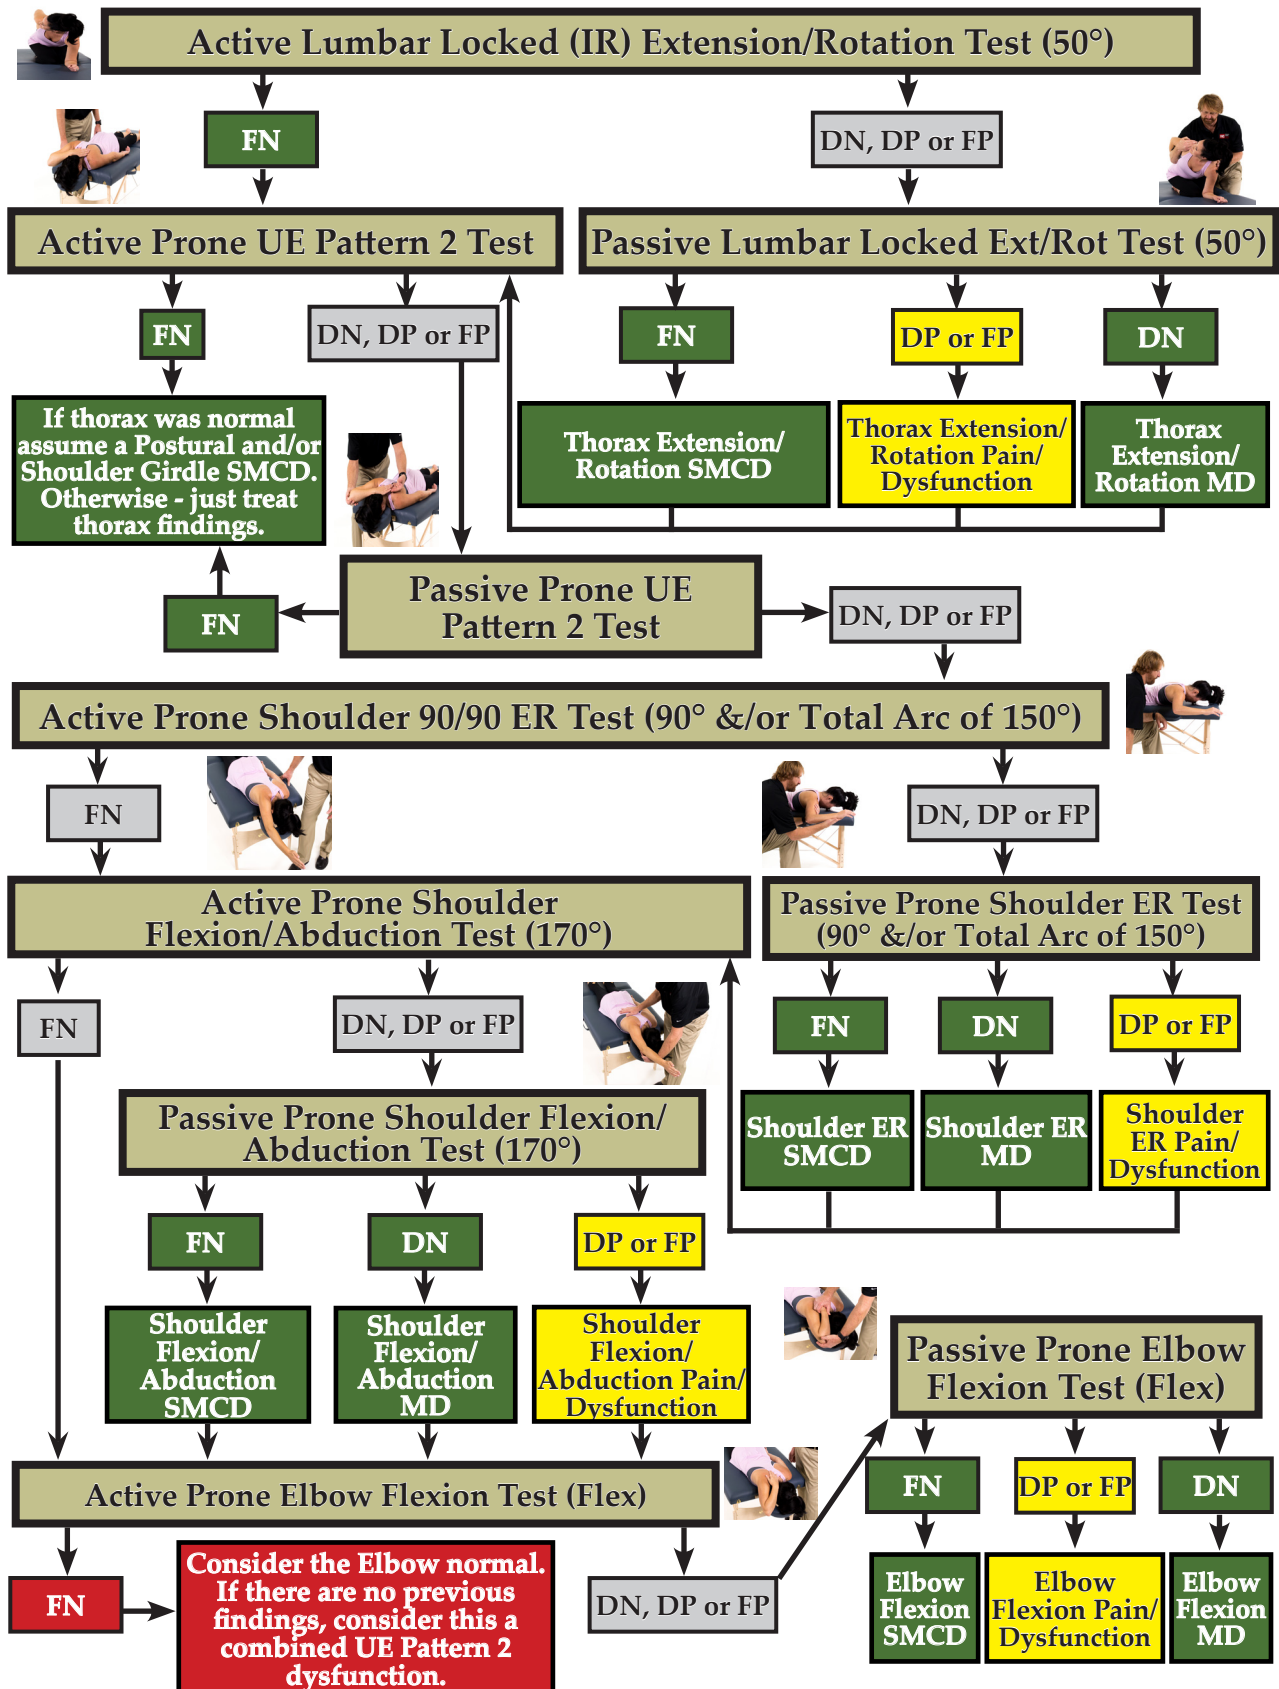 Active Lumbar Locked (IR) Extension/Rotation Test (50°)
FN
DN, DP or FP
Active Prone UE Pattern 2 Test
Passive Lumbar Locked Ext/Rot Test (50°)
FN
DN, DP or FP
FN
DP or FP
DN
If thorax was normal
assume a Postural and/or
Shoulder Girdle SMCD.
Otherwise - just treat
thorax findings.
Thorax Extension/
Rotation SMCD
Thorax Extension/
Rotation Pain/
Dysfunction
Thorax
Extension/
Rotation MD
Passive Prone UE
Pattern 2 Test
FN
DN, DP or FP
Active Prone Shoulder 90/90 ER Test (90° &/or Total Arc of 150°)
FN
DN, DP or FP
Active Prone Shoulder
Flexion/Abduction Test (170°)
Passive Prone Shoulder ER Test
(90° &/or Total Arc of 150°)
FN
DN, DP or FP
FN
DN
DP or FP
Passive Prone Shoulder Flexion/
Abduction Test (170°)
Shoulder ER
SMCD
Shoulder ER
MD
Shoulder
ER Pain/
Dysfunction
FN
DN
DP or FP
Shoulder
Flexion/
Abduction
SMCD
Shoulder
Flexion/
Abduction
MD
Shoulder
Flexion/
Abduction Pain/
Dysfunction
Passive Prone Elbow
Flexion Test (Flex)
Active Prone Elbow Flexion Test (Flex)
FN
DP or FP
DN
FN
Consider the Elbow normal.
If there are no previous
findings, consider this a
combined UE Pattern 2
dysfunction.
DN, DP or FP
Elbow
Flexion
SMCD
Elbow
Flexion Pain/
Dysfunction
Elbow
Flexion
MD